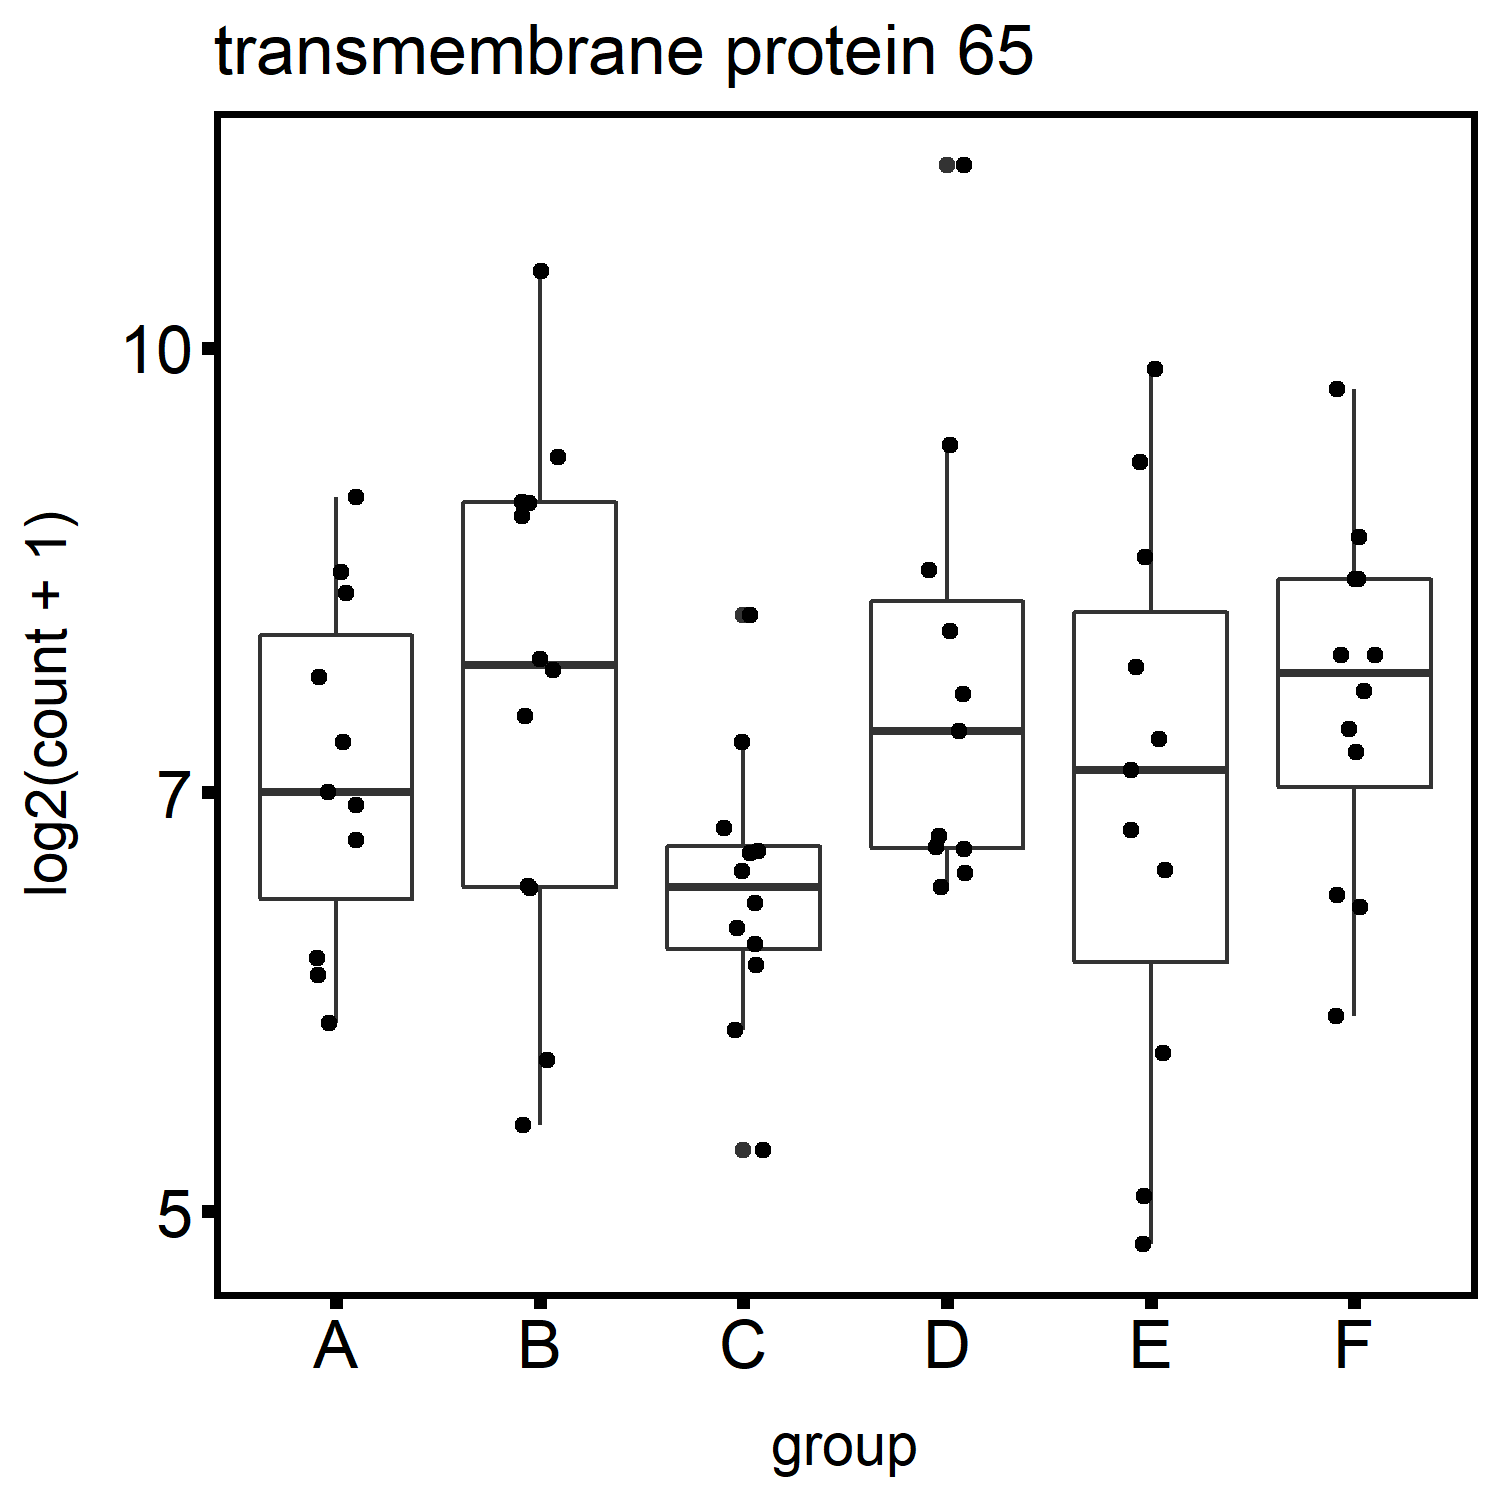 transmembrane protein 65
log2(count + 1)
10
7
5
A B C D E F
group